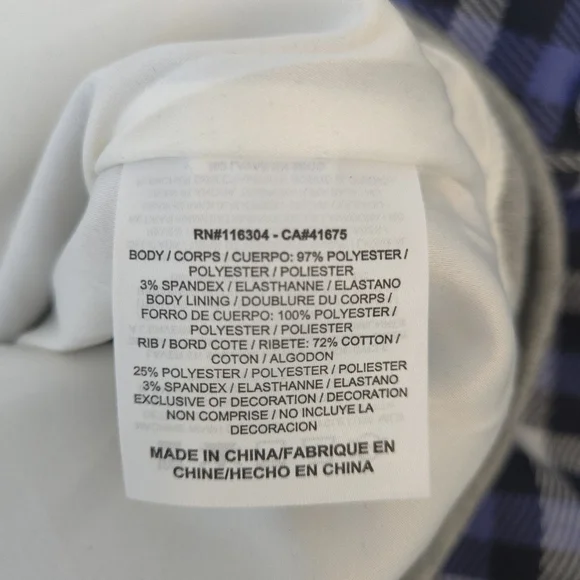 RN#116304 - CA#41675
BODY / CORPS / CUERPO: 97% POLYESTER /
POLYESTER / POLIESTER
3% SPANDEX / ELASTHANNE / ELASTANO
BODY LINING / DOUBLURE DU CORPS /
FORRO DE CUERPO: 100% POLYESTER /
POLYESTER / POLIESTER
RIB / BORD COTE / RIBETE: 72% COTTON /
COTON / ALGODON
25% POLYESTER / POLYESTER / POLIESTER
3% SPANDEX / ELASTHANNE / ELASTANO
EXCLUSIVE OF DECORATION / DECORATION
NON COMPRISE / NO INCLUYE LA
DECORACION
MADE IN CHINA/FABRIQUE EN
CHINE/HECHO EN CHINA